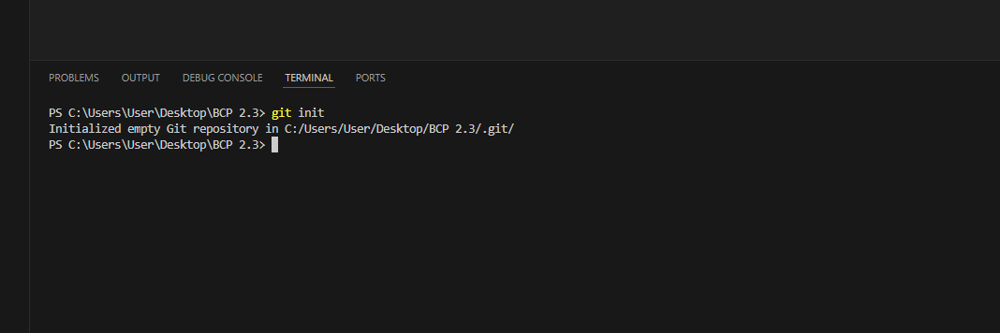 PROBLEMS OUTPUT DEBUG CONSOLE TERMINAL PORTS
PS C:\Users\User\Desktop\BCP 2.3> git init
Initialized empty Git repository in C:/Users/User/Desktop/BCP 2.3/.git/
PS C:\Users\User\Desktop\BCP 2.3>